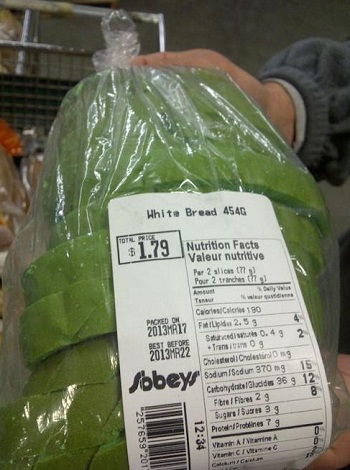 White Bread 454G
TOTAL PRICE
$ 1.79
Nutrition Facts
Valeur nutritive
Per 2 slices (77 g)
Pour 2 tranches (77 g)
Amount % Daily Value
Teneur % valeur quotidienne
Calories/Calories 190
Fat/Lipides 2.5 g 4
Saturated/saturés 0.4 g 2
+ Trans/trans 0 g
Cholesterol/Cholestérol 0 mg
Sodium/Sodium 370 mg 15
Carbohydrate/Glucides 36 g 12
Fibre/Fibres 2 g 8
Sugars/Sucres 3 g
Protein/Protéines 7 g
Vitamin A/Vitamine A
Vitamin C/Vitamine C
Calcium/Calcium
PACKED ON
2013MR17
BEST BEFORE
2013MR22
Sobeys
12:34